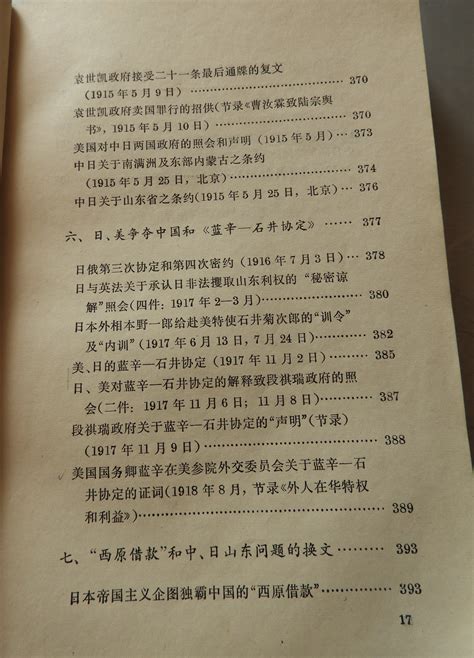 袁世凯政府接受二十一条最后通牒的复文
(1915年5月9日)…………………………370
袁世凯政府卖国罪行的招供(节录《曹汝霖致陆宗舆
书》,1915年5月10日)…………………372
美国对中日两国政府的照会和声明(1915年5月)…373
中日关于南满洲及东部内蒙古之条约
(1915年5月25日,北京)…………………374
中日关于山东省之条约(1915年5月25日,北京)…376
六、日、美争夺中国和《蓝辛—石井协定》……377
日俄第三次协定和第四次密约(1916年7月3日)…378
日与英法关于承认日非法攫取山东利权的“秘密谅
解”照会(四件:1917年2—3月)……………380
日本外相本野一郎给赴美特使石井菊次郎的“训令”
及“内训”(1917年6月13日,7月24日)………382
美、日的蓝辛—石井协定(1917年11月2日)………385
日、美对蓝辛—石井协定的解释致段祺瑞政府的照
会(二件:1917年11月6日;11月8日)…………387
段祺瑞政府关于蓝辛—石井协定的“声明”(节录)
(1917年11月9日)…………………………388
美国国务卿蓝辛在美参院外交委员会关于蓝辛—石
井协定的证词(1918年8月,节录《外人在华特权
和利益》)……………………………………389
七、“西原借款”和中、日山东问题的换文………393
日本帝国主义企图独霸中国的“西原借款”…………393
17